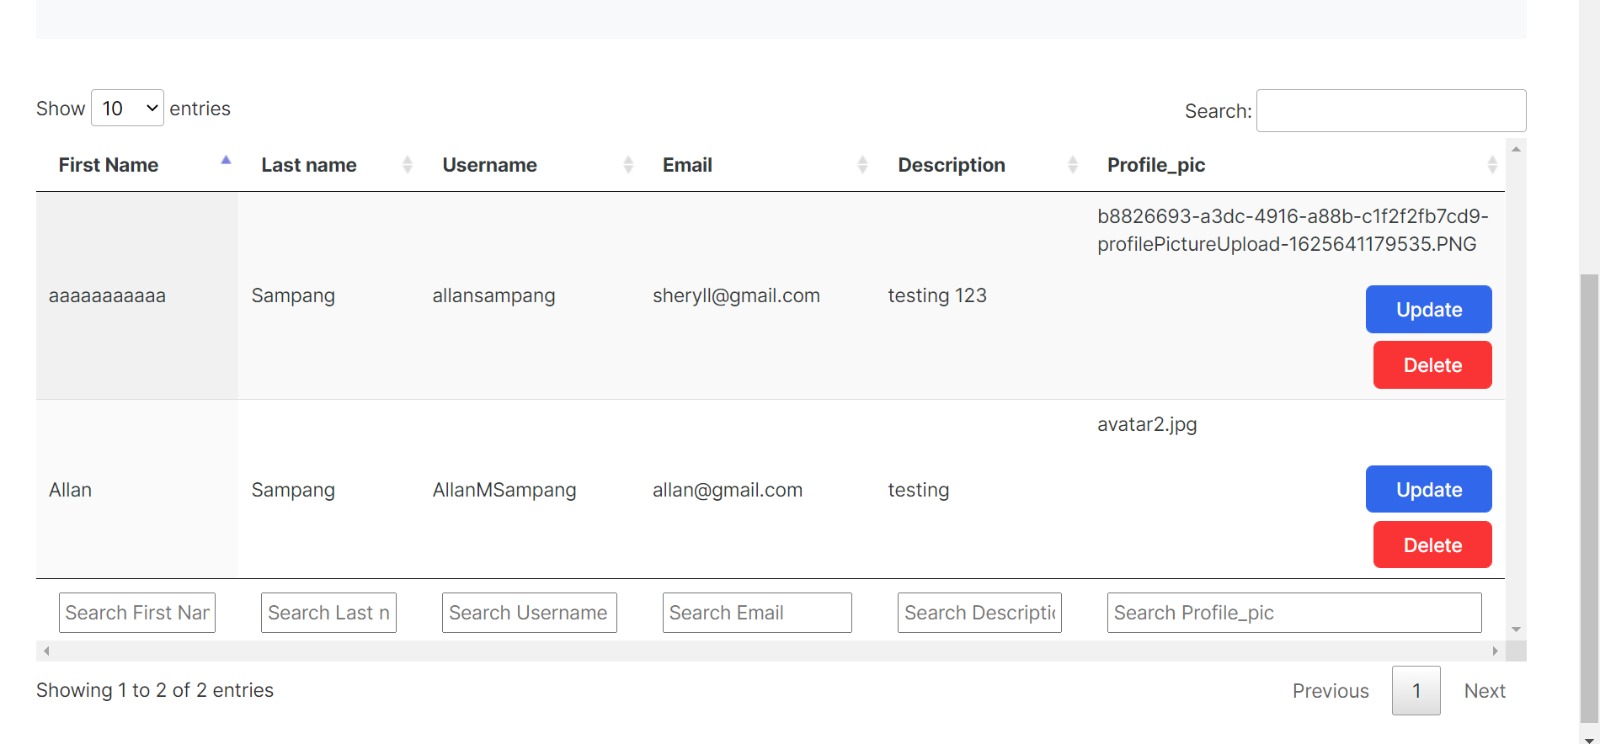 Show 10 entries Search:
First Name Last name Username Email Description Profile_pic
b8826693-a3dc-4916-a88b-c1f2f2fb7cd9-
profilePictureUpload-1625641179535.PNG
aaaaaaaaaaa Sampang allansampang sheryll@gmail.com testing 123
Update
Delete
avatar2.jpg
Allan Sampang AllanMSampang allan@gmail.com testing Update
Delete
Search First Nar Search Last n Search Username Search Email Search Descriptic Search Profile_pic
Showing 1 to 2 of 2 entries Previous 1 Next